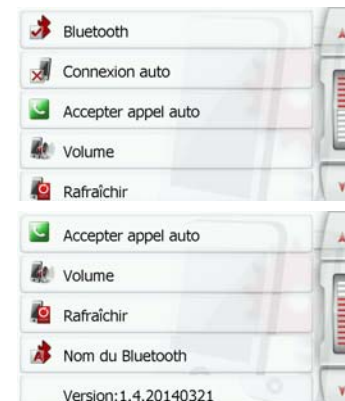 Bluetooth
Connexion auto
Accepter appel auto
Volume
Rafraîchir
Accepter appel auto
Volume
Rafraîchir
Nom du Bluetooth
Version:1.4.20140321